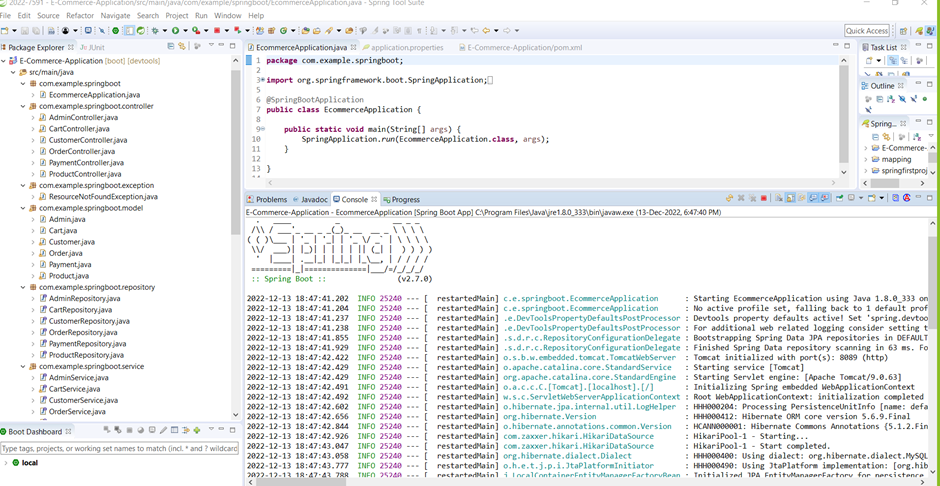 2022-7591 - ECommerce-Application/src/main/java/com/example/springboot/EcommerceApplication.java - Spring Tool Suite
File Edit Source Refactor Navigate Search Project Run Window Help
Quick Access
Package Explorer JUnit
E-Commerce-Application [boot] [devtools]
src/main/java
com.example.springboot
EcommerceApplication.java
com.example.springboot.controller
AdminController.java
CartController.java
CustomerController.java
OrderController.java
PaymentController.java
ProductController.java
com.example.springboot.exception
ResourceNotFoundException.java
com.example.springboot.model
Admin.java
Cart.java
Customer.java
Order.java
Payment.java
Product.java
com.example.springboot.repository
AdminRepository.java
CartRepository.java
CustomerRepository.java
OrderRepository.java
PaymentRepository.java
ProductRepository.java
com.example.springboot.service
AdminService.java
CartService.java
CustomerService.java
OrderService.java
Boot Dashboard
Type tags, projects, or working set names to match (incl. * and ? wildcard
local
EcommerceApplication.java application.properties E-Commerce-Application/pom.xml
1 package com.example.springboot;
2
3 import org.springframework.boot.SpringApplication;
5
6 @SpringBootApplication
7 public class EcommerceApplication {
8
9 public static void main(String[] args) {
10 SpringApplication.run(EcommerceApplication.class, args);
11 }
12
13 }
Task List
Outline
Spring...
E-Commerce-
mapping
springfirstproj
Problems Javadoc Console Progress
E-Commerce-Application - EcommerceApplication [Spring Boot App] C:\Program Files\Java\jre1.8.0_333\bin\javaw.exe (13-Dec-2022, 6:47:40 PM)
:: Spring Boot :: (v2.7.0)
2022-12-13 18:47:41.202 INFO 25240 --- [ restartedMain] c.e.springboot.EcommerceApplication : Starting EcommerceApplication using Java 1.8.0_333 on
2022-12-13 18:47:41.204 INFO 25240 --- [ restartedMain] c.e.springboot.EcommerceApplication : No active profile set, falling back to 1 default prof
2022-12-13 18:47:41.237 INFO 25240 --- [ restartedMain] .e.DevToolsPropertyDefaultsPostProcessor : Devtools property defaults active! Set 'spring.devtool
2022-12-13 18:47:41.238 INFO 25240 --- [ restartedMain] .e.DevToolsPropertyDefaultsPostProcessor : For additional web related logging consider setting t
2022-12-13 18:47:41.855 INFO 25240 --- [ restartedMain] .s.d.r.c.RepositoryConfigurationDelegate : Bootstrapping Spring Data JPA repositories in DEFAULT
2022-12-13 18:47:41.929 INFO 25240 --- [ restartedMain] .s.d.r.c.RepositoryConfigurationDelegate : Finished Spring Data repository scanning in 63 ms. Fo
2022-12-13 18:47:42.422 INFO 25240 --- [ restartedMain] o.s.b.w.embedded.tomcat.TomcatWebServer : Tomcat initialized with port(s): 8089 (http)
2022-12-13 18:47:42.429 INFO 25240 --- [ restartedMain] o.apache.catalina.core.StandardService : Starting service [Tomcat]
2022-12-13 18:47:42.429 INFO 25240 --- [ restartedMain] org.apache.catalina.core.StandardEngine : Starting Servlet engine: [Apache Tomcat/9.0.63]
2022-12-13 18:47:42.491 INFO 25240 --- [ restartedMain] o.a.c.c.C.[Tomcat].[localhost].[/] : Initializing Spring embedded WebApplicationContext
2022-12-13 18:47:42.492 INFO 25240 --- [ restartedMain] w.s.c.ServletWebServerApplicationContext : Root WebApplicationContext: initialization completed
2022-12-13 18:47:42.602 INFO 25240 --- [ restartedMain] o.hibernate.jpa.internal.util.LogHelper : HHH000204: Processing PersistenceUnitInfo [name: defa
2022-12-13 18:47:42.656 INFO 25240 --- [ restartedMain] org.hibernate.Version : HHH000412: Hibernate ORM core version 5.6.9.Final
2022-12-13 18:47:42.844 INFO 25240 --- [ restartedMain] o.hibernate.annotations.common.Version : HCANN000001: Hibernate Commons Annotations {5.1.2.Fin
2022-12-13 18:47:42.926 INFO 25240 --- [ restartedMain] com.zaxxer.hikari.HikariDataSource : HikariPool-1 - Starting...
2022-12-13 18:47:43.047 INFO 25240 --- [ restartedMain] com.zaxxer.hikari.HikariDataSource : HikariPool-1 - Start completed.
2022-12-13 18:47:43.058 INFO 25240 --- [ restartedMain] org.hibernate.dialect.Dialect : HHH000400: Using dialect: org.hibernate.dialect.MySQL
2022-12-13 18:47:43.777 INFO 25240 --- [ restartedMain] o.h.e.t.j.p.i.JtaPlatformInitiator : HHH000490: Using JtaPlatform implementation: [org.hib
2022-12-13 18:47:43.788 INFO 25240 --- [ restartedMain] j.LocalContainerEntityManagerFactoryBean : Initialized JPA EntityManagerFactory for persistence